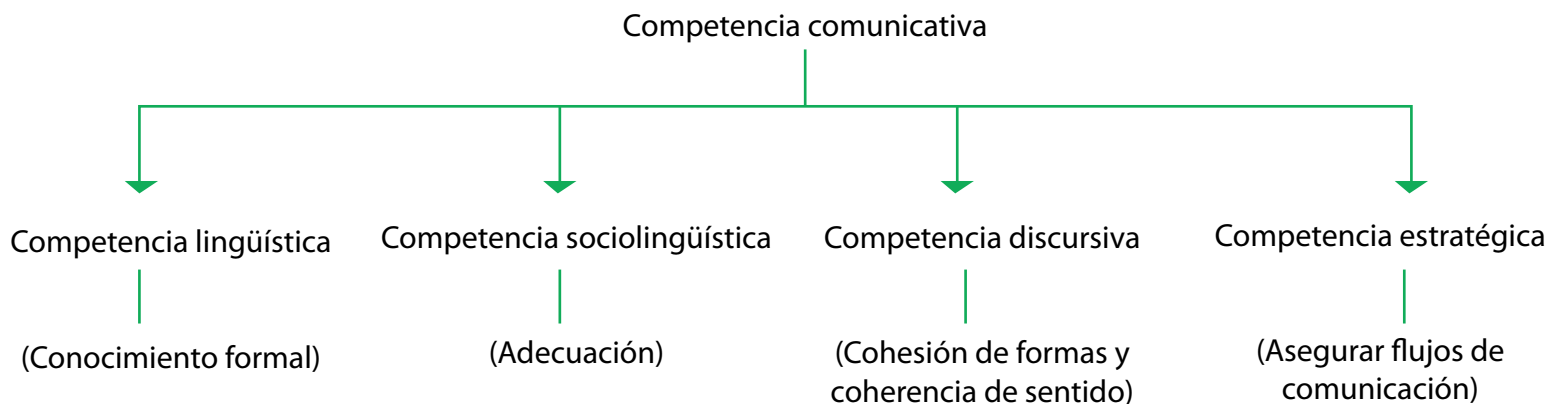 Competencia comunicativa
Competencia lingüística
Competencia sociolingüística
Competencia discursiva
Competencia estratégica
(Conocimiento formal)
(Adecuación)
(Cohesión de formas y
coherencia de sentido)
(Asegurar flujos de
comunicación)